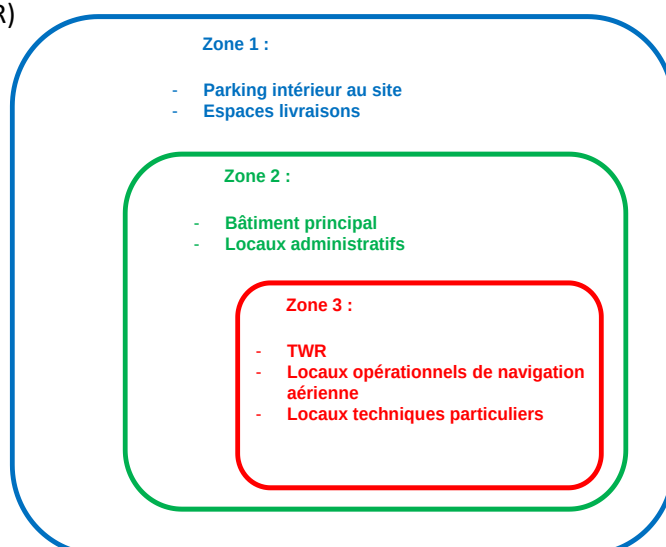 R)
Zone 1 :
- Parking intérieur au site
- Espaces livraisons
Zone 2 :
- Bâtiment principal
- Locaux administratifs
Zone 3 :
- TWR
- Locaux opérationnels de navigation
aérienne
- Locaux techniques particuliers